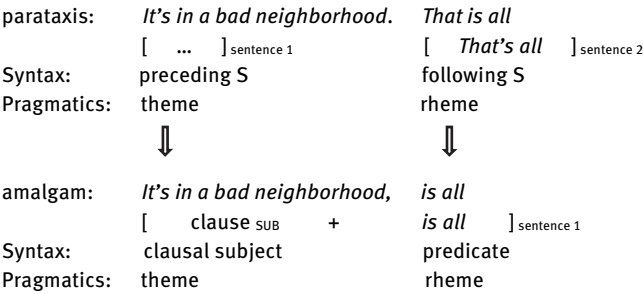 parataxis: It's in a bad neighborhood. That is all
[ ... ] sentence 1 [ That's all ] sentence 2
Syntax: preceding S following S
Pragmatics: theme rheme
⇓ ⇓
amalgam: It's in a bad neighborhood, is all
[ clause SUB + is all ] sentence 1
Syntax: clausal subject predicate
Pragmatics: theme rheme